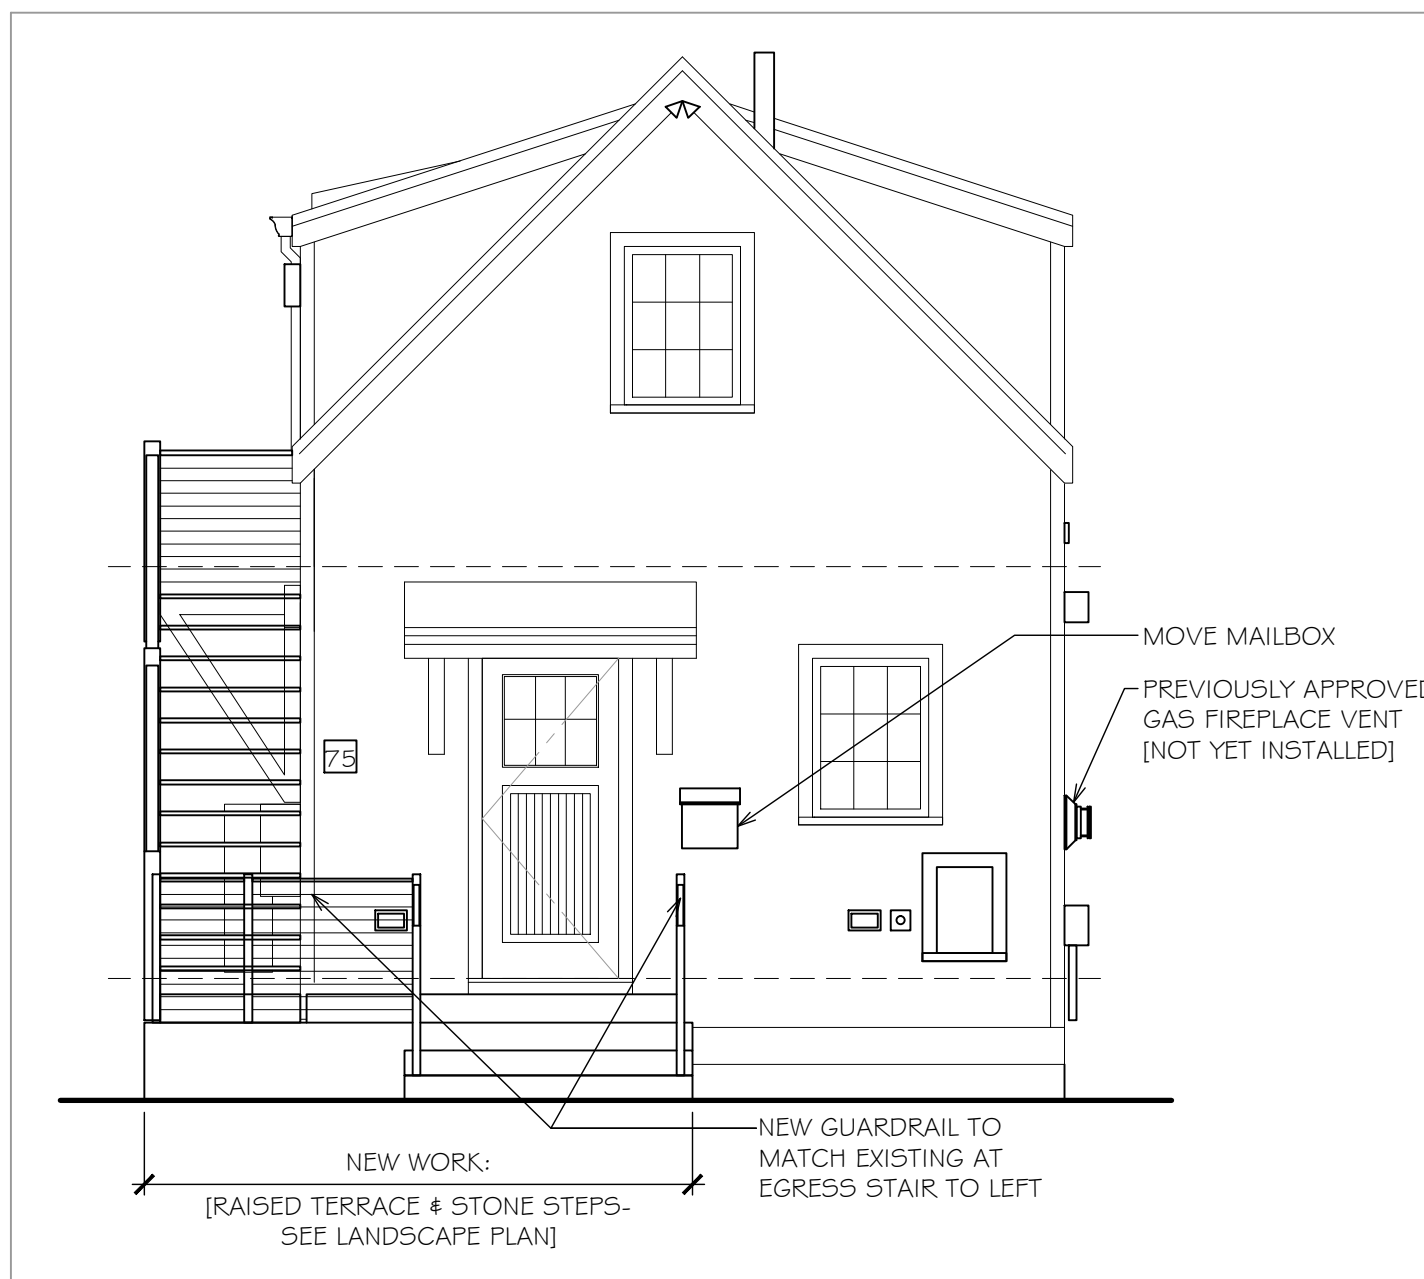 MOVE MAILBOX
PREVIOUSLY APPROVED
GAS FIREPLACE VENT
[NOT YET INSTALLED]
75
NEW GUARDRAIL TO
MATCH EXISTING AT
EGRESS STAIR TO LEFT
NEW WORK:
[RAISED TERRACE & STONE STEPS-
SEE LANDSCAPE PLAN]